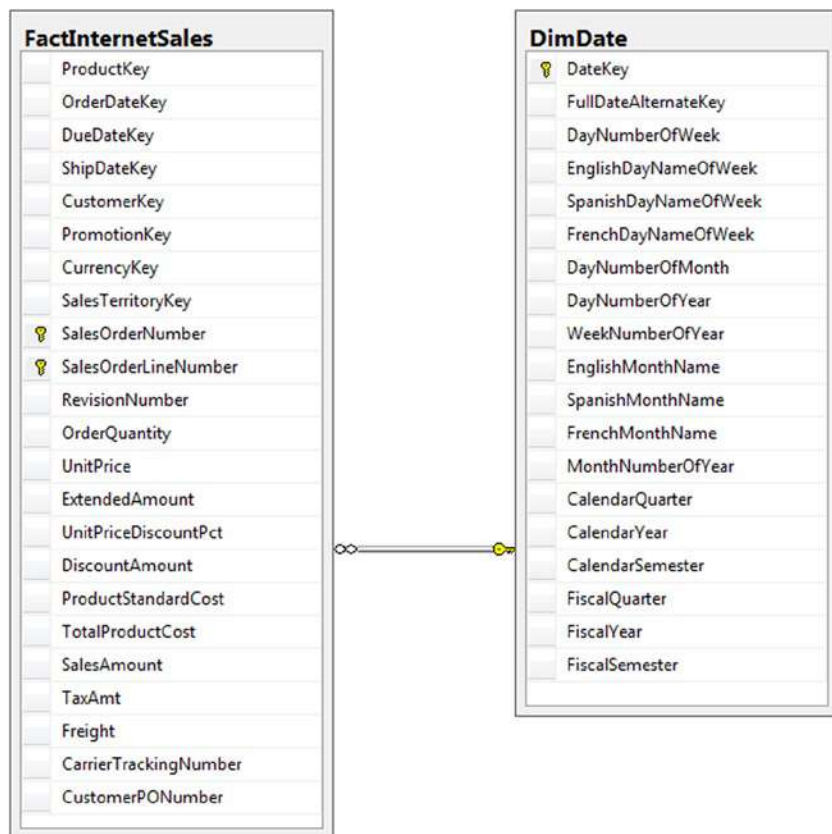 FactInternetSales
ProductKey
OrderDateKey
DueDateKey
ShipDateKey
CustomerKey
PromotionKey
CurrencyKey
SalesTerritoryKey
SalesOrderNumber
SalesOrderLineNumber
RevisionNumber
OrderQuantity
UnitPrice
ExtendedAmount
UnitPriceDiscountPct
DiscountAmount
ProductStandardCost
TotalProductCost
SalesAmount
TaxAmt
Freight
CarrierTrackingNumber
CustomerPONumber
DimDate
DateKey
FullDateAlternateKey
DayNumberOfWeek
EnglishDayNameOfWeek
SpanishDayNameOfWeek
FrenchDayNameOfWeek
DayNumberOfMonth
DayNumberOfYear
WeekNumberOfYear
EnglishMonthName
SpanishMonthName
FrenchMonthName
MonthNumberOfYear
CalendarQuarter
CalendarYear
CalendarSemester
FiscalQuarter
FiscalYear
FiscalSemester